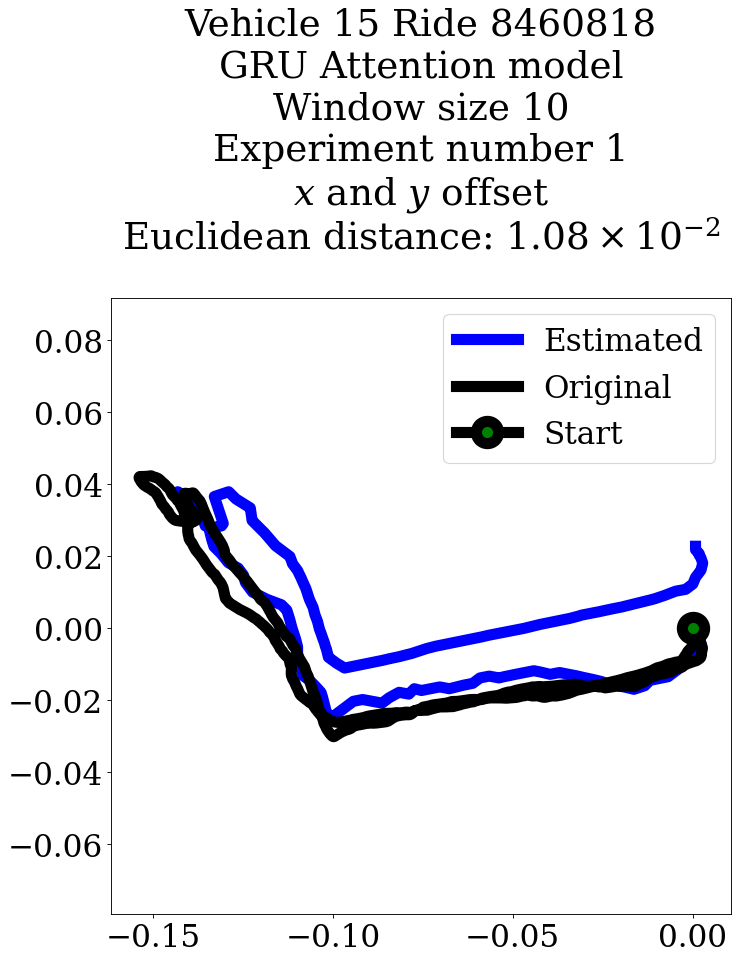 Vehicle 15 Ride 8460818
GRU Attention model
Window size 10
Experiment number 1
x and y offset
Euclidean distance: 1.08 × 10⁻²
Estimated
Original
Start
0.08
0.06
0.04
0.02
0.00
−0.02
−0.04
−0.06
−0.15 −0.10 −0.05 0.00